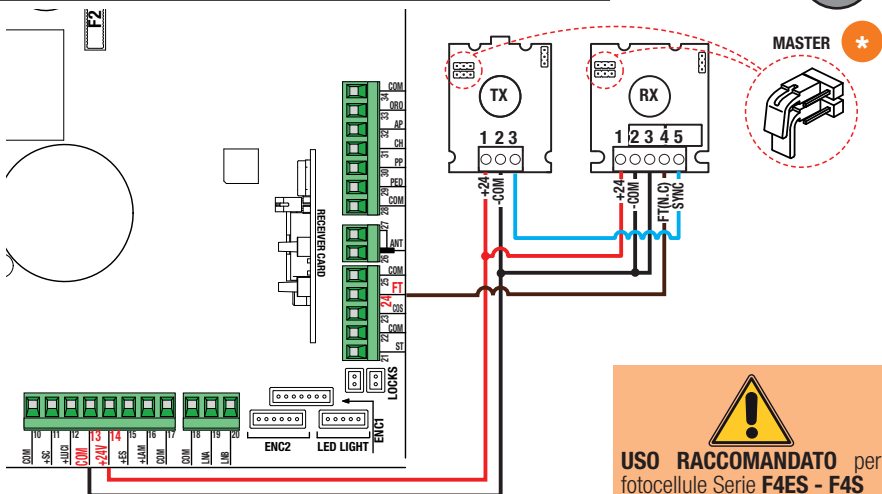 F2
MASTER
*
TX
RX
1 2 3
1 2 3 4 5
+24
-COM
+24
-COM
FT(N.C)
SYNC
COM
34
ORO
33
AP
32
CH
31
PP
30
PED
29
COM
28
27
ANT
26
COM
25
FT
24
COS
23
COM
22
ST
21
RECEIVER CARD
LOCKS
ENC1
ENC2
LED LIGHT
COM
10
+SC
11
+LUCI
12
COM
13
+24V
14
+ES
15
+LAM
16
COM
17
COM
18
LNA
19
LNB
20
USO RACCOMANDATO per
fotocellule Serie F4ES - F4S